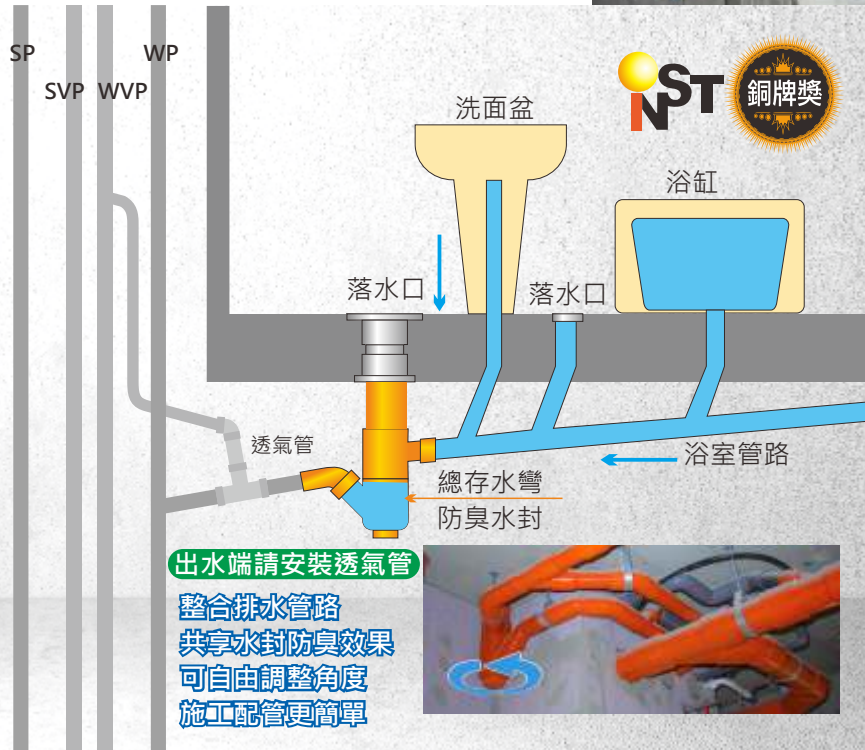 SP
WP
SVP
WVP
iNST
銅牌獎
洗面盆
浴缸
落水口
落水口
透氣管
浴室管路
總存水彎
防臭水封
出水端請安裝透氣管
整合排水管路
共享水封防臭效果
可自由調整角度
施工配管更簡單